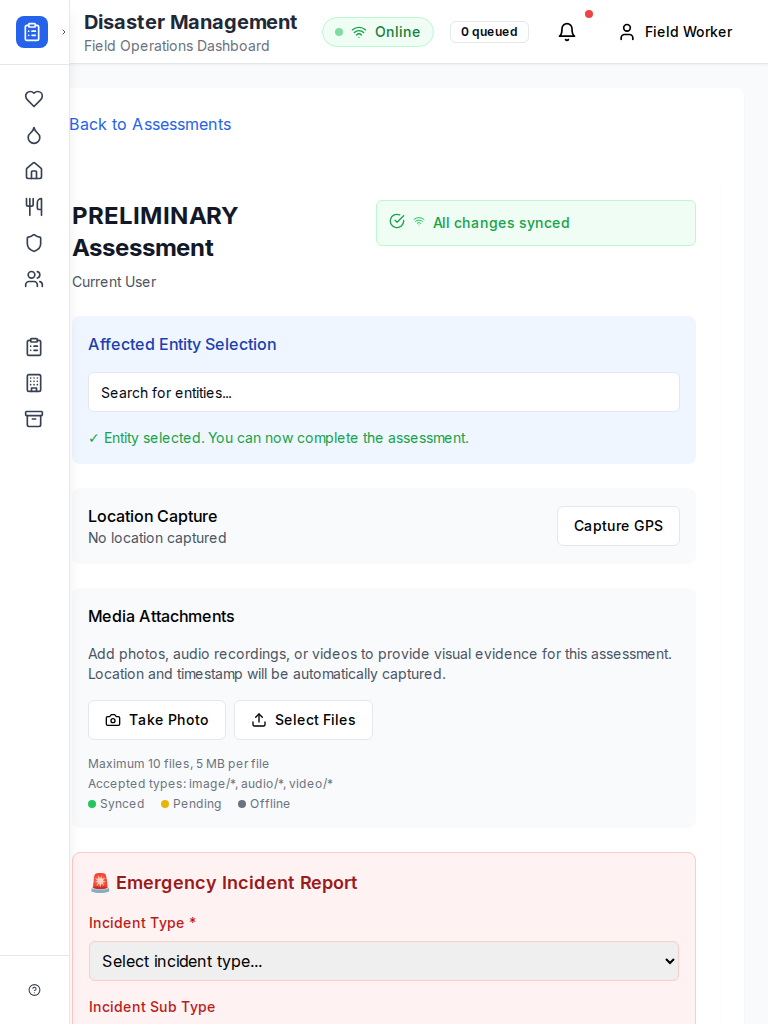 Disaster Management
Field Operations Dashboard
Online
0 queued
Field Worker
Back to Assessments
PRELIMINARY
Assessment
Current User
All changes synced
Affected Entity Selection
Search for entities...
✓ Entity selected. You can now complete the assessment.
Location Capture
No location captured
Capture GPS
Media Attachments
Add photos, audio recordings, or videos to provide visual evidence for this assessment.
Location and timestamp will be automatically captured.
Take Photo
Select Files
Maximum 10 files, 5 MB per file
Accepted types: image/*, audio/*, video/*
Synced
Pending
Offline
🚨 Emergency Incident Report
Incident Type *
Select incident type...
Incident Sub Type